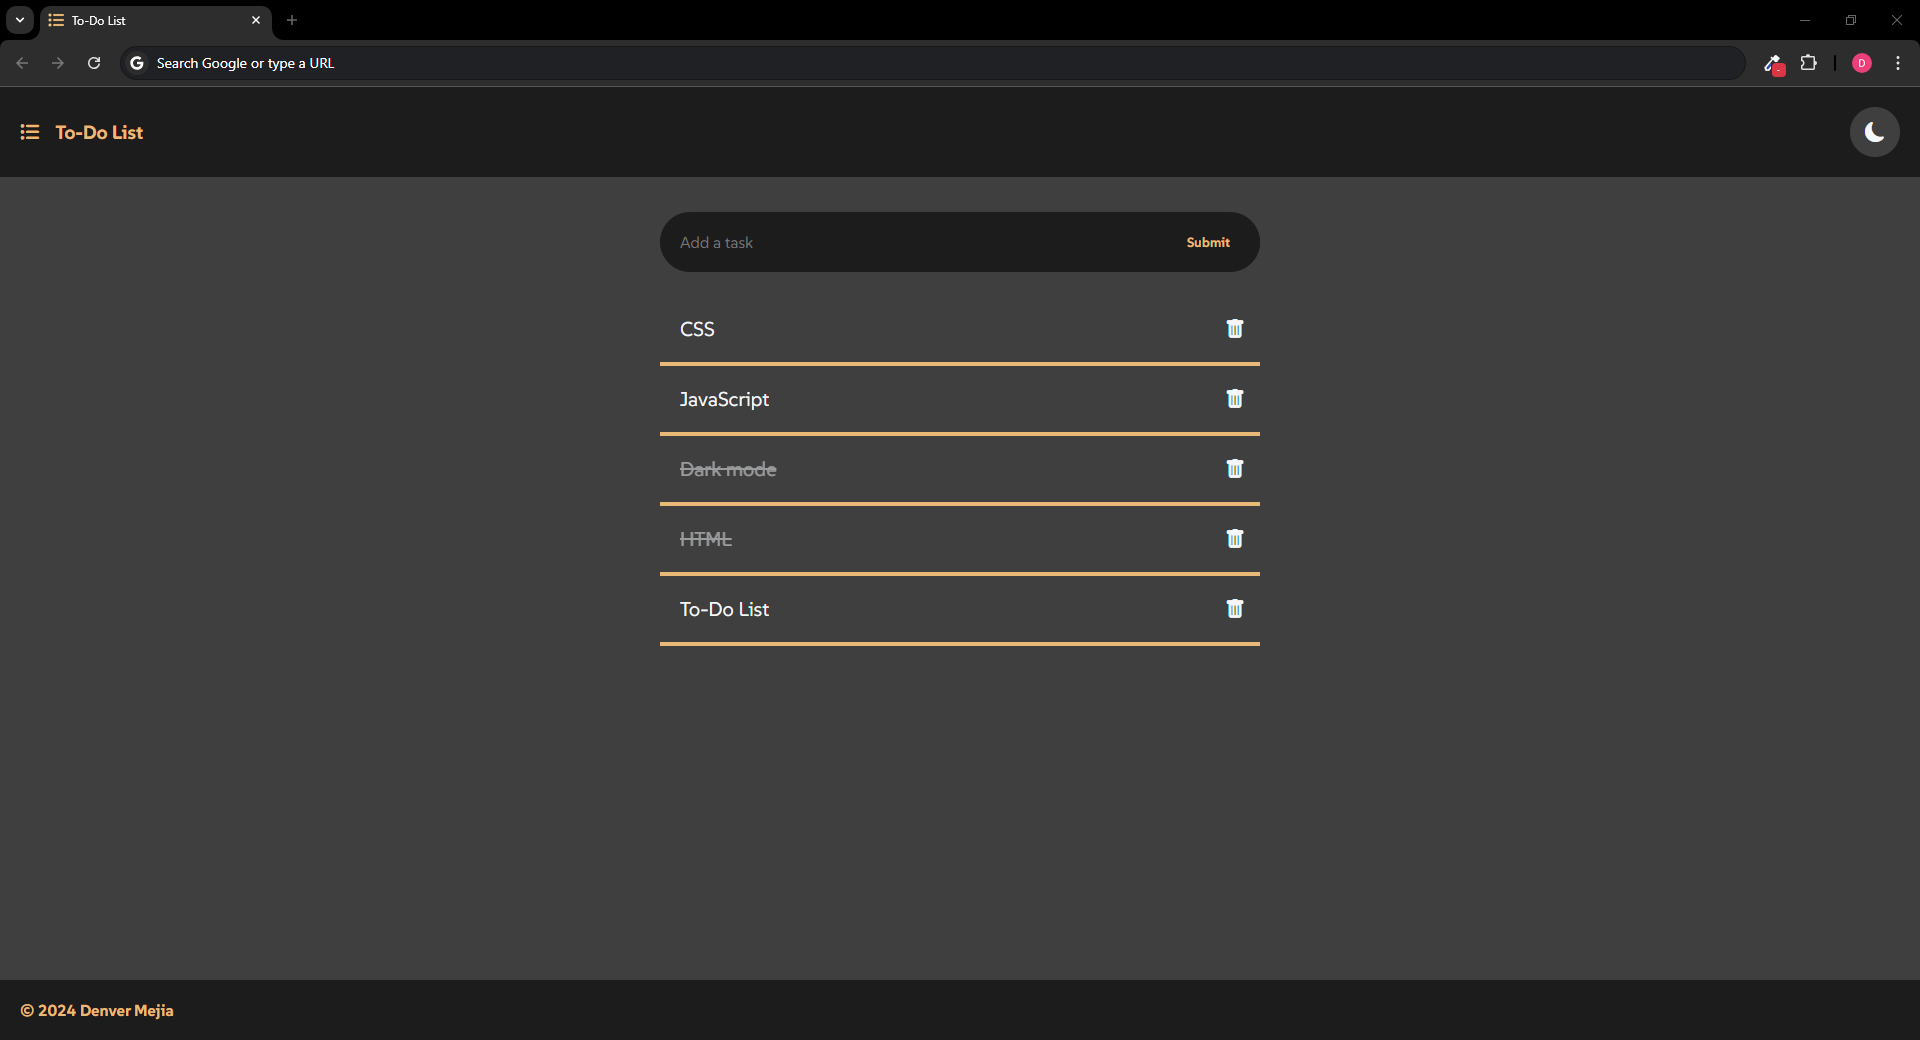 To-Do List
Search Google or type a URL
D
To-Do List
Add a task
Submit
CSS
JavaScript
Dark mode
HTML
To-Do List
© 2024 Denver Mejia